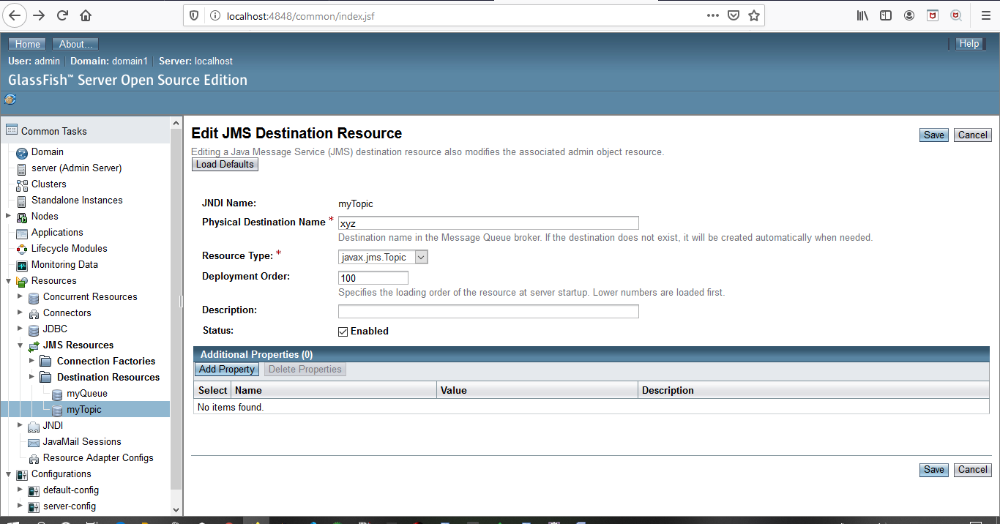 localhost:4848/common/index.jsf
Home About... Help
User: admin Domain: domain1 Server: localhost
GlassFish™ Server Open Source Edition
Common Tasks
Domain
server (Admin Server)
Clusters
Standalone Instances
Nodes
Applications
Lifecycle Modules
Monitoring Data
Resources
Concurrent Resources
Connectors
JDBC
JMS Resources
Connection Factories
Destination Resources
myQueue
myTopic
JNDI
JavaMail Sessions
Resource Adapter Configs
Configurations
default-config
server-config
Edit JMS Destination Resource
Save Cancel
Editing a Java Message Service (JMS) destination resource also modifies the associated admin object resource.
Load Defaults
JNDI Name: myTopic
Physical Destination Name * xyz
Destination name in the Message Queue broker. If the destination does not exist, it will be created automatically when needed.
Resource Type: * javax.jms.Topic
Deployment Order: 100
Specifies the loading order of the resource at server startup. Lower numbers are loaded first.
Description:
Status: Enabled
Additional Properties (0)
Add Property Delete Properties
Select Name Value Description
No items found.
Save Cancel